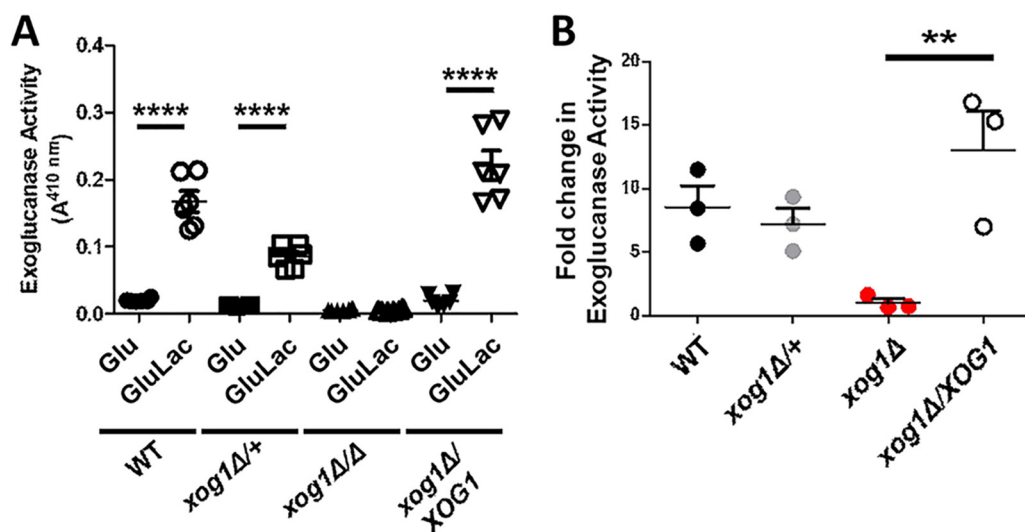 A
Exoglucanase Activity
(A410 nm)
0.4
0.3
0.2
0.1
0.0
****
****
****
Glu
GluLac
Glu
GluLac
Glu
GluLac
Glu
GluLac
WT
xog1Δ/+
xog1Δ/Δ
xog1Δ/
XOG1
B
Fold change in
Exoglucanase Activity
20
15
10
5
0
**
WT
xog1Δ/+
xog1Δ
xog1Δ/XOG1